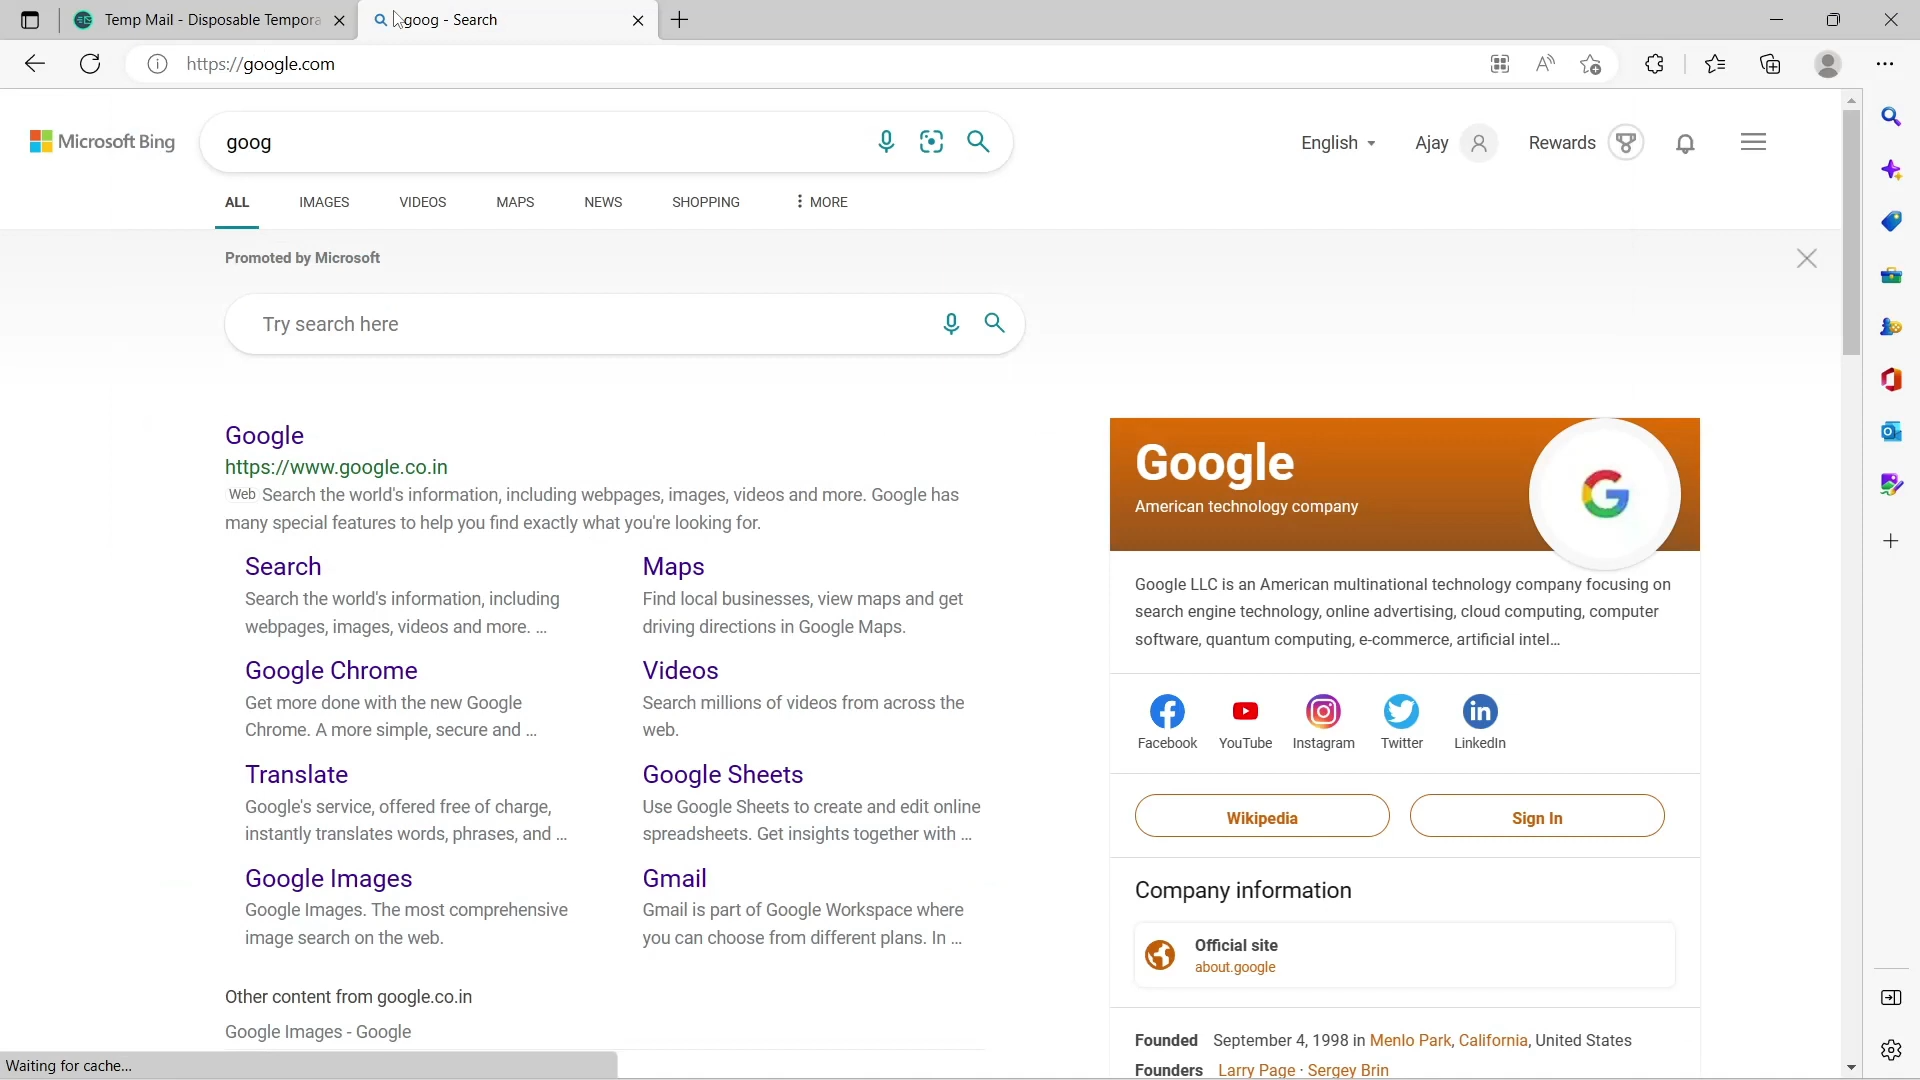 Temp Mail - Disposable Tempora
goog - Search
https://google.com
Microsoft Bing
goog
English
Ajay
Rewards
ALL
IMAGES
VIDEOS
MAPS
NEWS
SHOPPING
MORE
Promoted by Microsoft
Try search here
Google
https://www.google.co.in
Web Search the world's information, including webpages, images, videos and more. Google has
many special features to help you find exactly what you're looking for.
Search
Search the world's information, including
webpages, images, videos and more. ...
Maps
Find local businesses, view maps and get
driving directions in Google Maps.
Google Chrome
Get more done with the new Google
Chrome. A more simple, secure and ...
Videos
Search millions of videos from across the
web.
Translate
Google's service, offered free of charge,
instantly translates words, phrases, and ...
Google Sheets
Use Google Sheets to create and edit online
spreadsheets. Get insights together with ...
Google Images
Google Images. The most comprehensive
image search on the web.
Gmail
Gmail is part of Google Workspace where
you can choose from different plans. In ...
Other content from google.co.in
Google Images - Google
Google
American technology company
Google LLC is an American multinational technology company focusing on
search engine technology, online advertising, cloud computing, computer
software, quantum computing, e-commerce, artificial intel...
Facebook
YouTube
Instagram
Twitter
LinkedIn
Wikipedia
Sign In
Company information
Official site
about.google
Founded September 4, 1998 in Menlo Park, California, United States
Founders Larry Page · Sergey Brin
Waiting for cache...